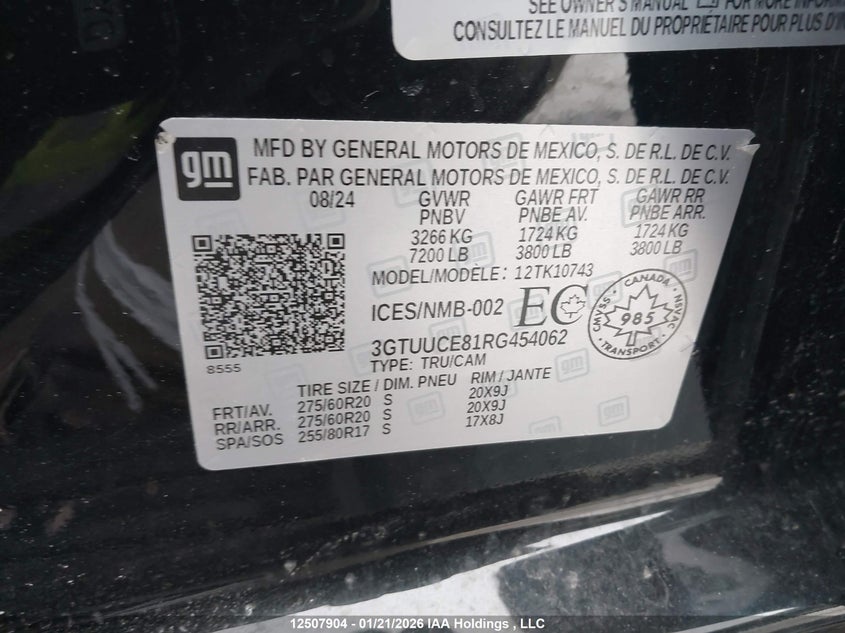 SEE OWNER'S MANUAL FOR MORE
CONSULTEZ LE MANUEL DU PROPRIÉTAIRE POUR PLUS
gm MFD BY GENERAL MOTORS DE MEXICO, S. DE R.L. DE C.V.
FAB. PAR GENERAL MOTORS DE MEXICO, S. DE R.L. DE C.V.
08/24 GVWR GAWR FRT GAWR RR
PNBV PNBE AV. PNBE ARR.
3266 KG 1724 KG 1724 KG
7200 LB 3800 LB 3800 LB
MODEL/MODÈLE: 12TK10743
ICES/NMB-002 EC
CANADA
CMVSS 985 NSVAC
TRANSPORT
3GTUUCE81RG454062
TYPE: TRU/CAM
8555
TIRE SIZE / DIM. PNEU RIM / JANTE
FRT/AV. 275/60R20 S 20X9J
RR/ARR. 275/60R20 S 20X9J
SPA/SOS 255/80R17 S 17X8J
12507904 - 01/21/2026 IAA Holdings , LLC